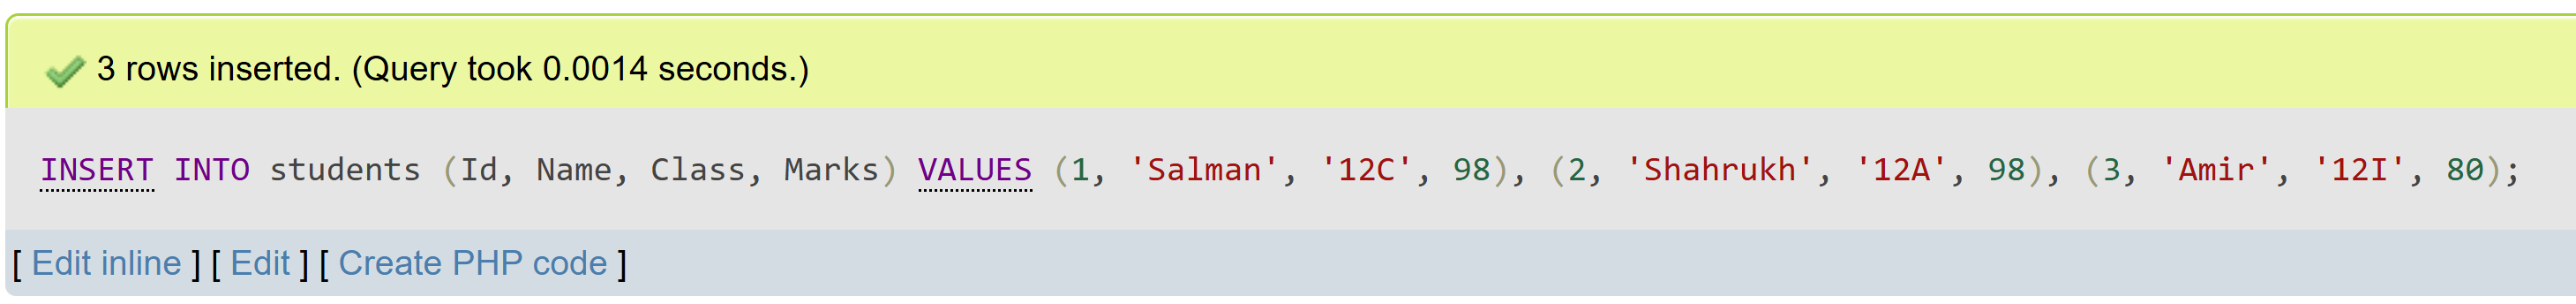 3 rows inserted. (Query took 0.0014 seconds.)
INSERT INTO students (Id, Name, Class, Marks) VALUES (1, 'Salman', '12C', 98), (2, 'Shahrukh', '12A', 98), (3, 'Amir', '12I', 80);
[ Edit inline ] [ Edit ] [ Create PHP code ]